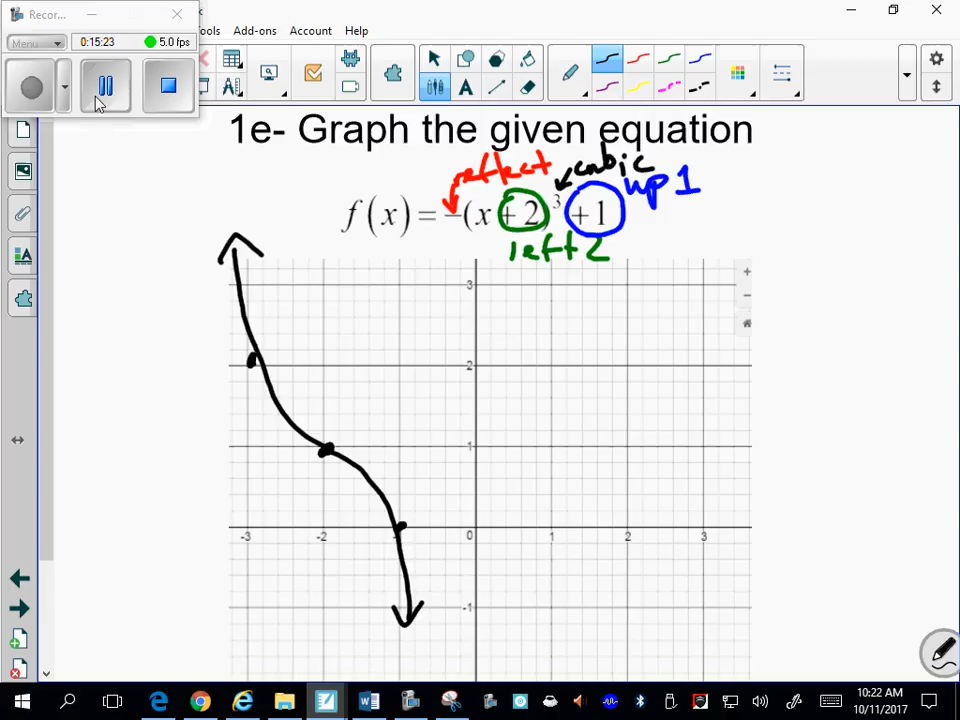 Recor...
Menu
0:15:23
5.0 fps
Tools Add-ons Account Help
1e- Graph the given equation
reflect
cubic
up 1
f(x) = -(x+2)³+1
left 2
3
2
1
-3 -2 -1 0 1 2 3
-1
10:22 AM
10/11/2017